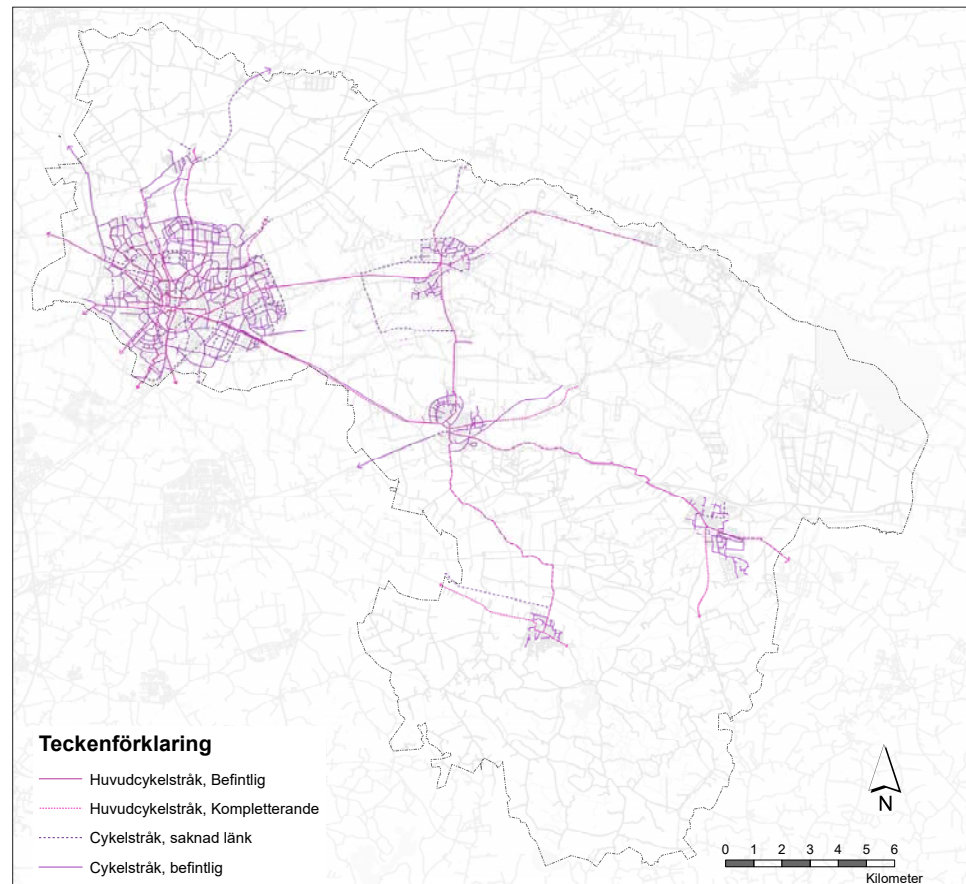 Teckenförklaring
Huvudcykelstråk, Befintlig
Huvudcykelstråk, Kompletterande
Cykelstråk, saknad länk
Cykelstråk, befintlig
N
0 1 2 3 4 5 6
Kilometer